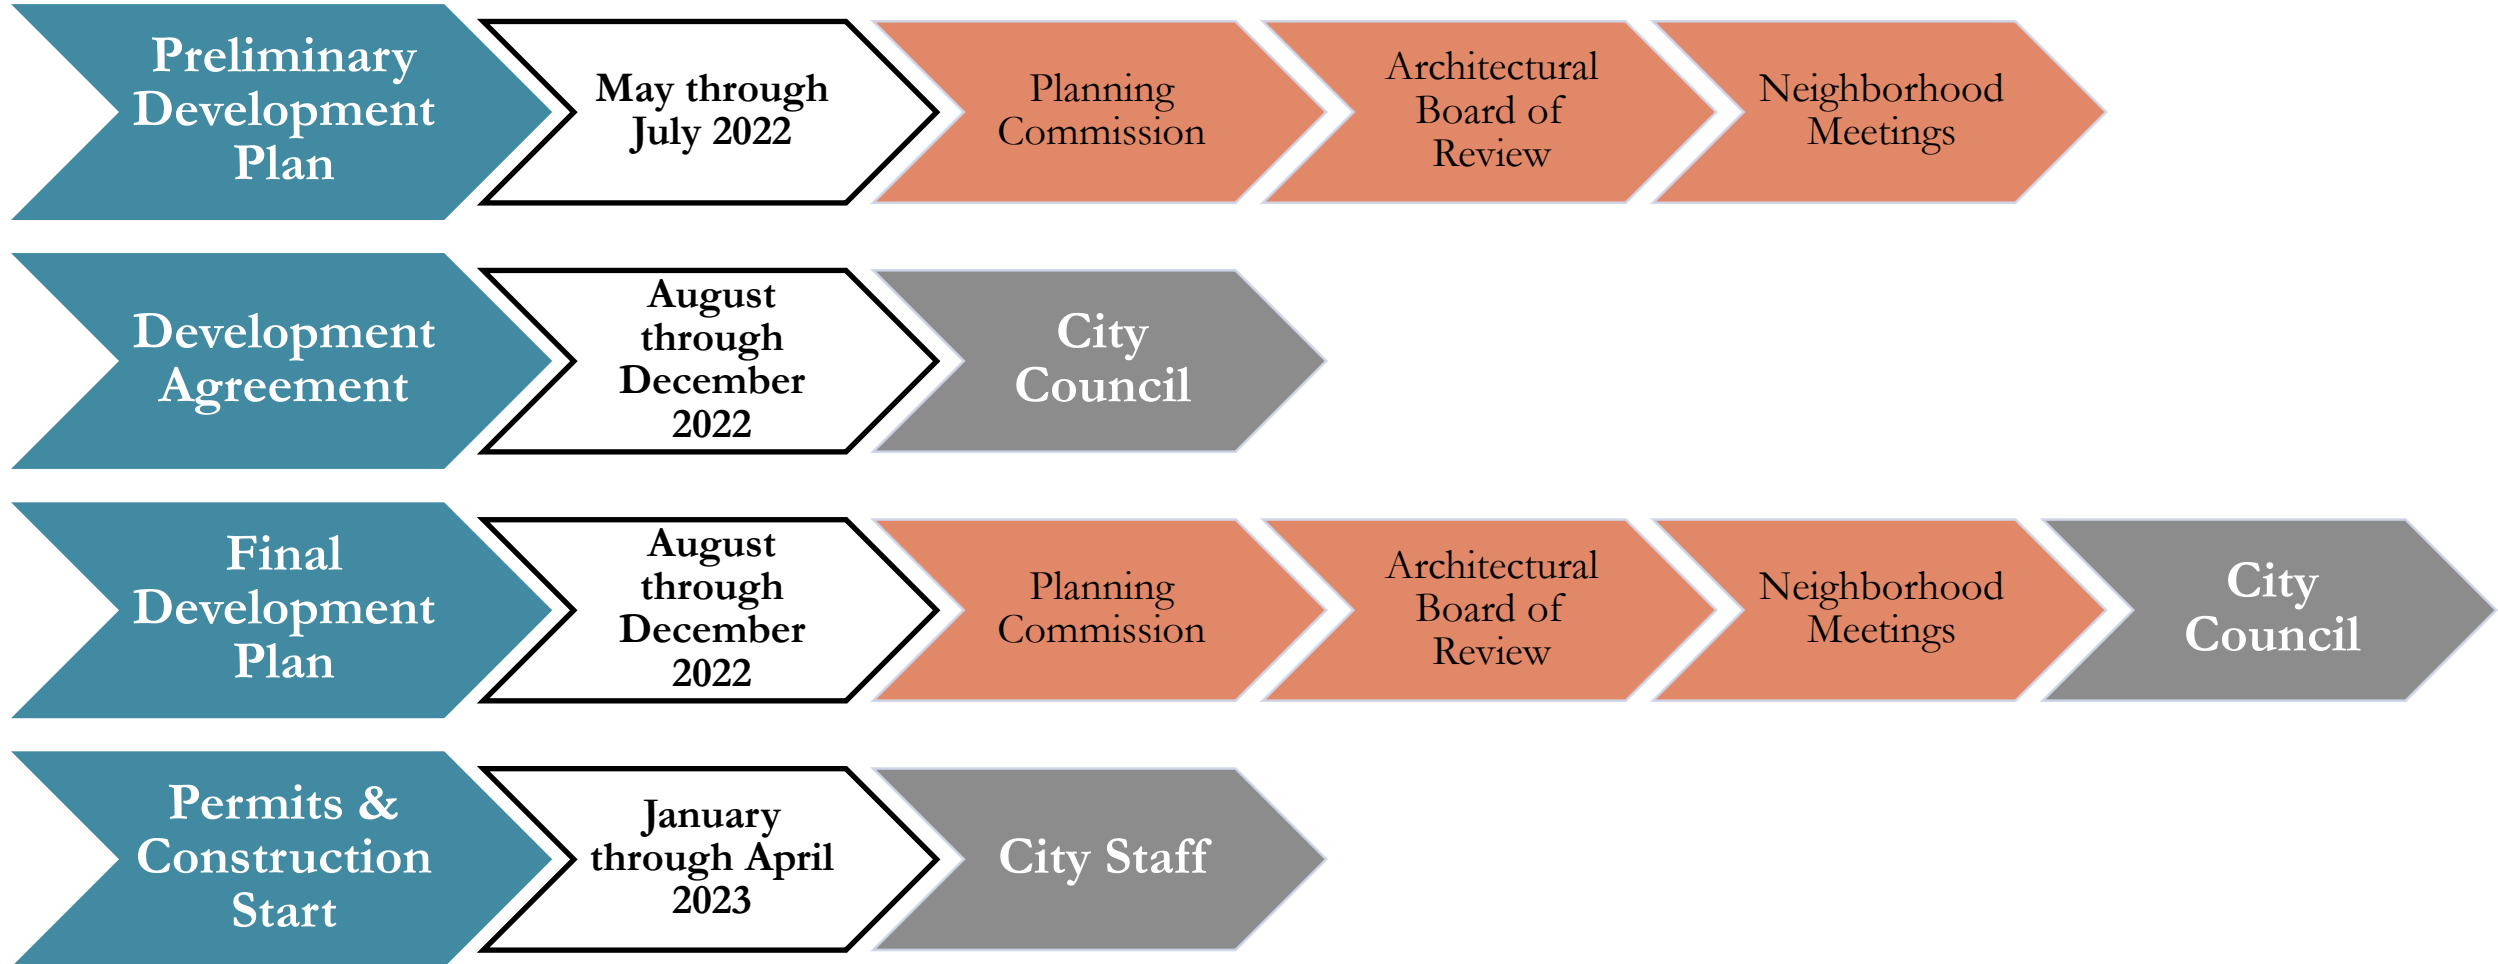 Preliminary
Development
Plan
May through
July 2022
Planning
Commission
Architectural
Board of
Review
Neighborhood
Meetings
Development
Agreement
August
through
December
2022
City
Council
Final
Development
Plan
August
through
December
2022
Planning
Commission
Architectural
Board of
Review
Neighborhood
Meetings
City
Council
Permits &
Construction
Start
January
through April
2023
City Staff